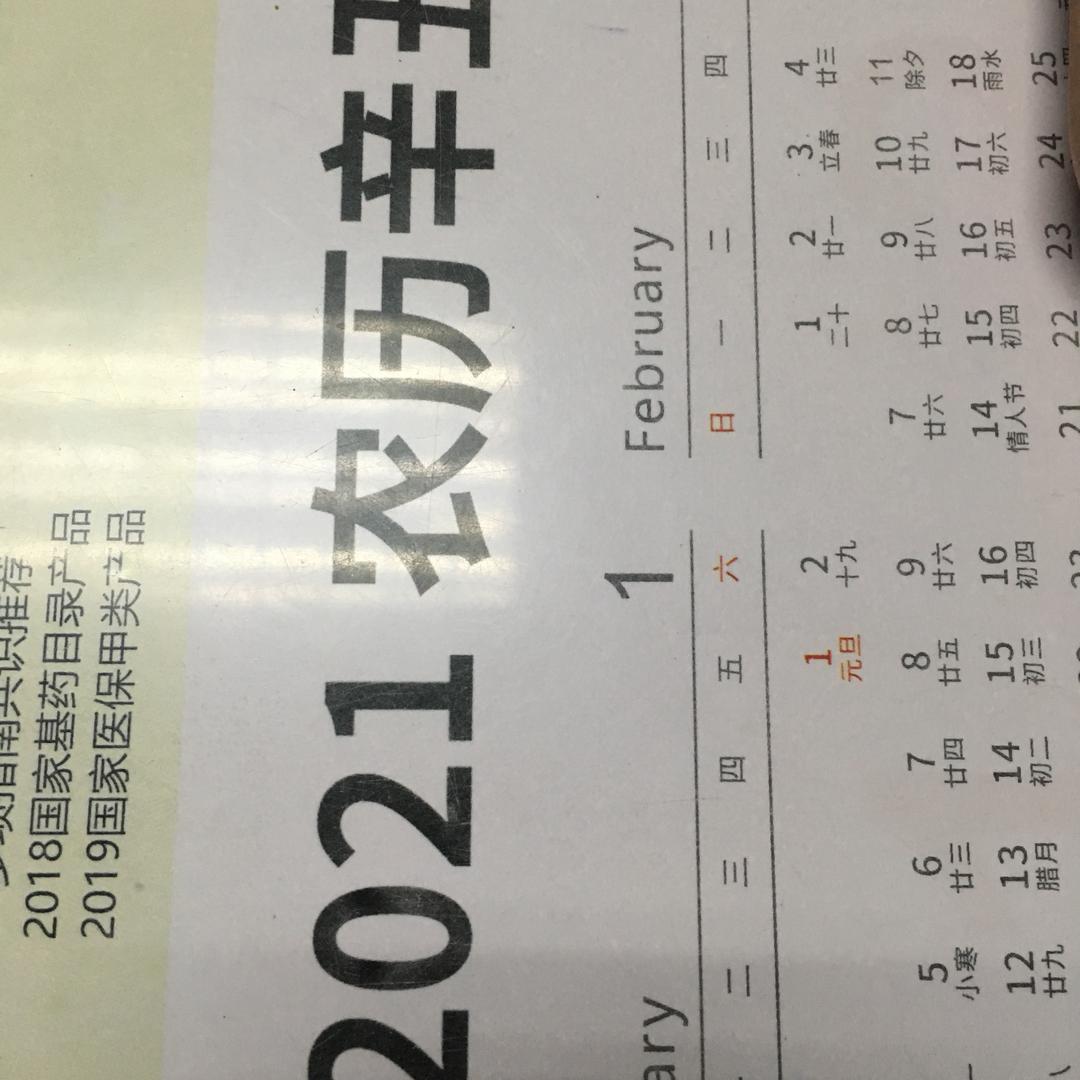 2018国家基药目录产品
2019国家医保甲类产品
2021 农历辛
1
二 三 四 五 六
1 2
元旦 十九
5 6 7 8 9
小寒 廿三 廿四 廿五 廿六
12 13 14 15 16
廿九 腊月 初二 初三 初四
February
日 一 二 三 四
1 2 3 4
二十 廿一 立春 廿三
7 8 9 10 11
廿六 廿七 廿八 廿九 除夕
14 15 16 17 18
情人节 初四 初五 初六 雨水
21 22 23 24 25